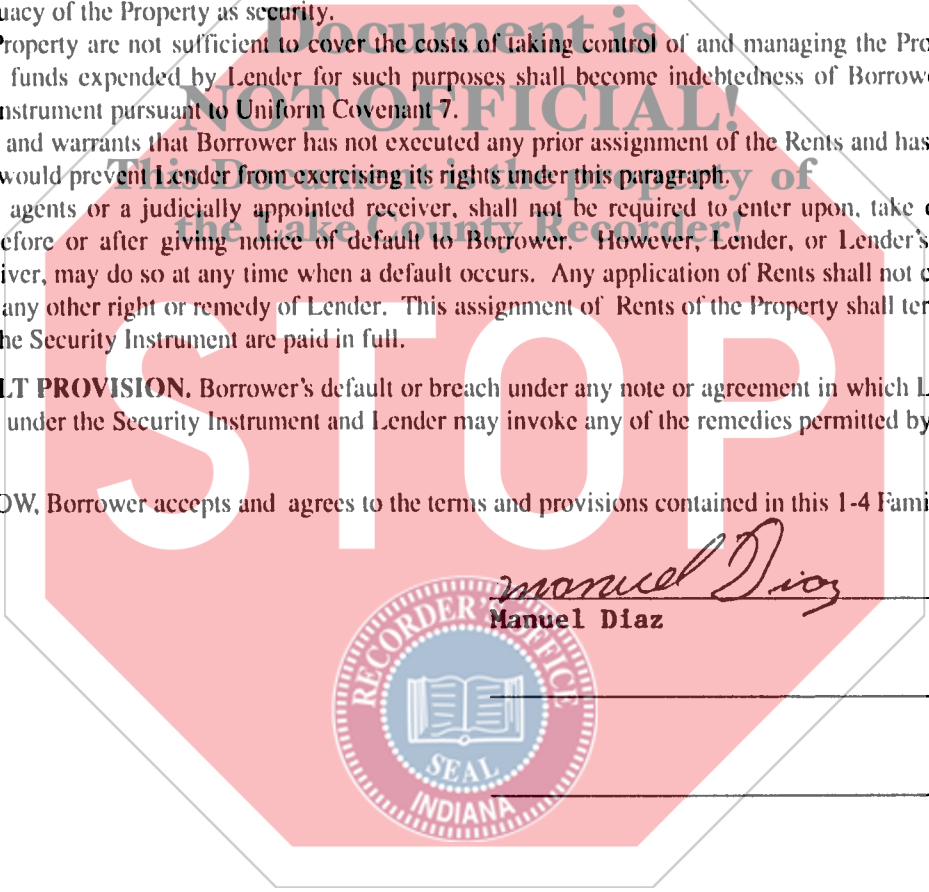 uacy of the Property as security.
Document is
Property are not sufficient to cover the costs of taking control of and managing the Pro
funds expended by Lender for such purposes shall become indebtedness of Borrow
NOT OFFICIAL!
nstrument pursuant to Uniform Covenant 7.
and warrants that Borrower has not executed any prior assignment of the Rents and has
This Document is the property of
would prevent Lender from exercising its rights under this paragraph.
agents or a judicially appointed receiver, shall not be required to enter upon, take
the Lake County Recorder!
efore or after giving notice of default to Borrower. However, Lender, or Lender's
iver, may do so at any time when a default occurs. Any application of Rents shall not c
any other right or remedy of Lender. This assignment of Rents of the Property shall ter
he Security Instrument are paid in full.
STOP
LT PROVISION. Borrower's default or breach under any note or agreement in which L
under the Security Instrument and Lender may invoke any of the remedies permitted by
OW, Borrower accepts and agrees to the terms and provisions contained in this 1-4 Fami
Manuel Diaz
Manuel Diaz
RECORDER'S OFFICE
SEAL
INDIANA